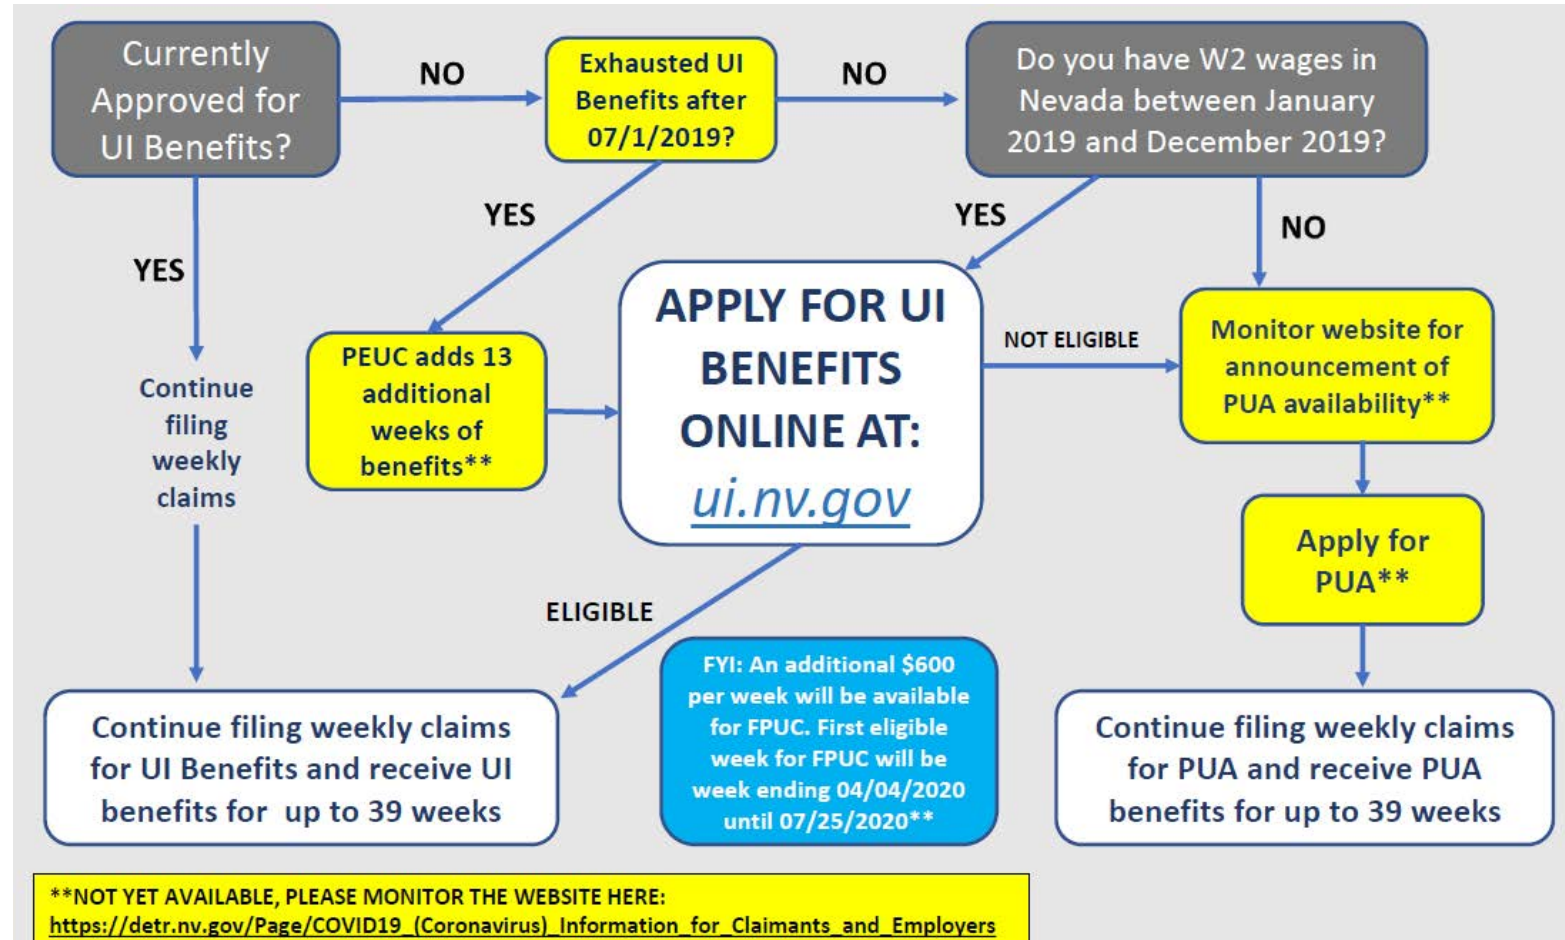 Currently
Approved for
UI Benefits?
NO
Exhausted UI
Benefits after
07/1/2019?
NO
Do you have W2 wages in
Nevada between January
2019 and December 2019?
YES
YES
YES
NO
Continue
filing
weekly
claims
PEUC adds 13
additional
weeks of
benefits**
APPLY FOR UI
BENEFITS
ONLINE AT:
ui.nv.gov
NOT ELIGIBLE
Monitor website for
announcement of
PUA availability**
Apply for
PUA**
ELIGIBLE
Continue filing weekly claims
for UI Benefits and receive UI
benefits for up to 39 weeks
FYI: An additional $600
per week will be available
for FPUC. First eligible
week for FPUC will be
week ending 04/04/2020
until 07/25/2020**
Continue filing weekly claims
for PUA and receive PUA
benefits for up to 39 weeks
**NOT YET AVAILABLE, PLEASE MONITOR THE WEBSITE HERE:
https://detr.nv.gov/Page/COVID19_(Coronavirus)_Information_for_Claimants_and_Employers